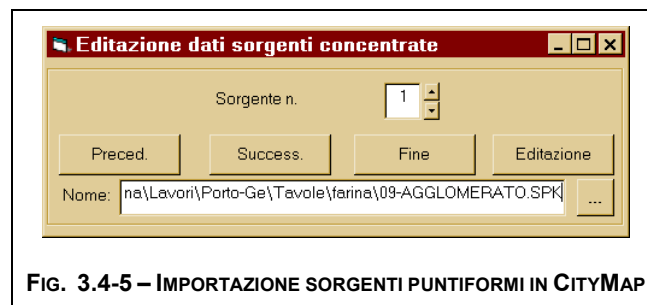 Editazione dati sorgenti concentrate
Sorgente n. 1
Preced. Success. Fine Editazione
Nome: na\Lavori\Porto-Ge\Tavole\farina\09-AGGLOMERATO.SPK ...
FIG. 3.4-5 – IMPORTAZIONE SORGENTI PUNTIFORMI IN CITYMAP